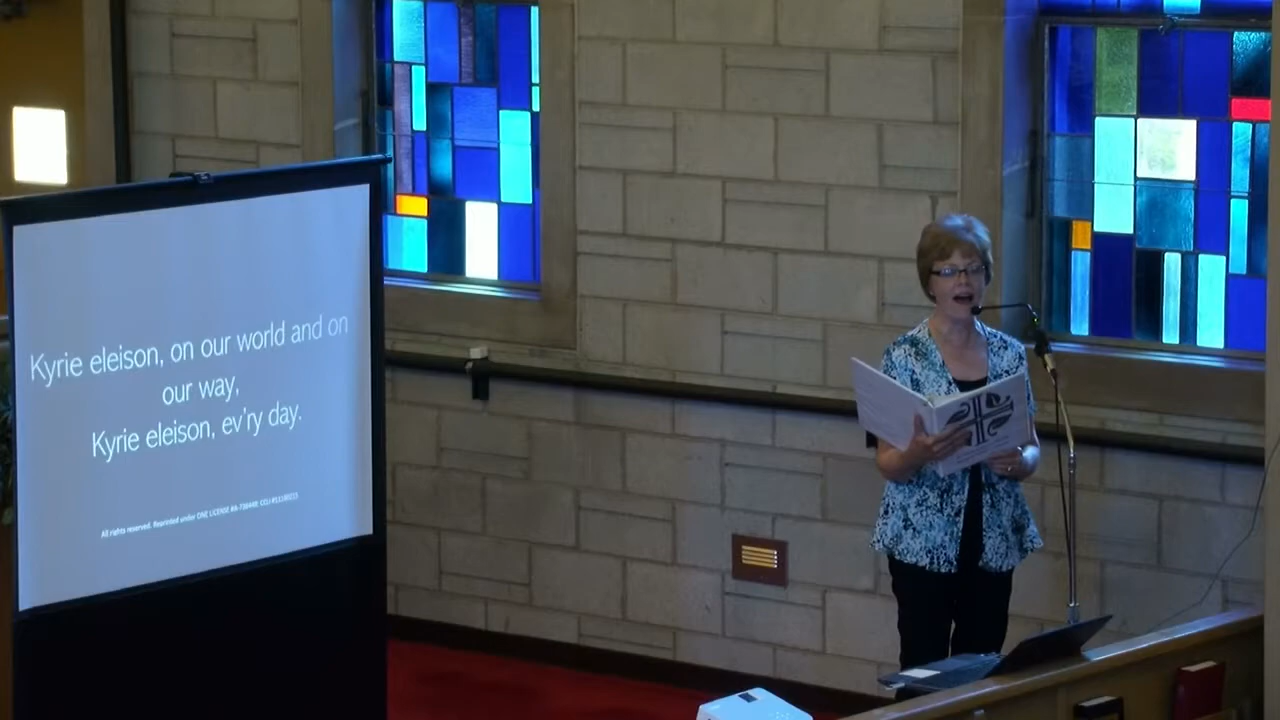 Kyrie eleison, on our world and on
our way,
Kyrie eleison, ev'ry day.
All rights reserved. Reprinted under ONE LICENSE